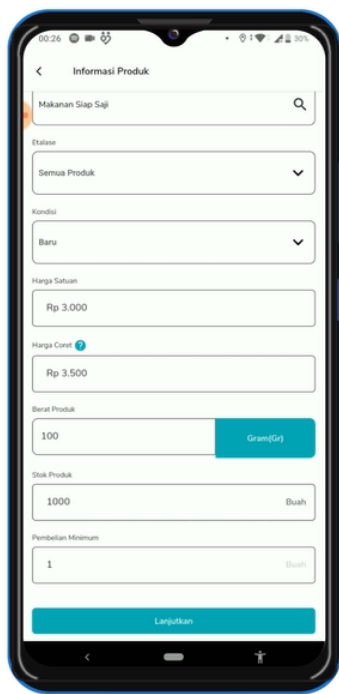 00:26
30%
Informasi Produk
Makanan Siap Saji
Etalase
Semua Produk
Kondisi
Baru
Harga Satuan
Rp 3.000
Harga Coret ?
Rp 3.500
Berat Produk
100 Gram(Gr)
Stok Produk
1000 Buah
Pembelian Minimum
1 Buah
Lanjutkan